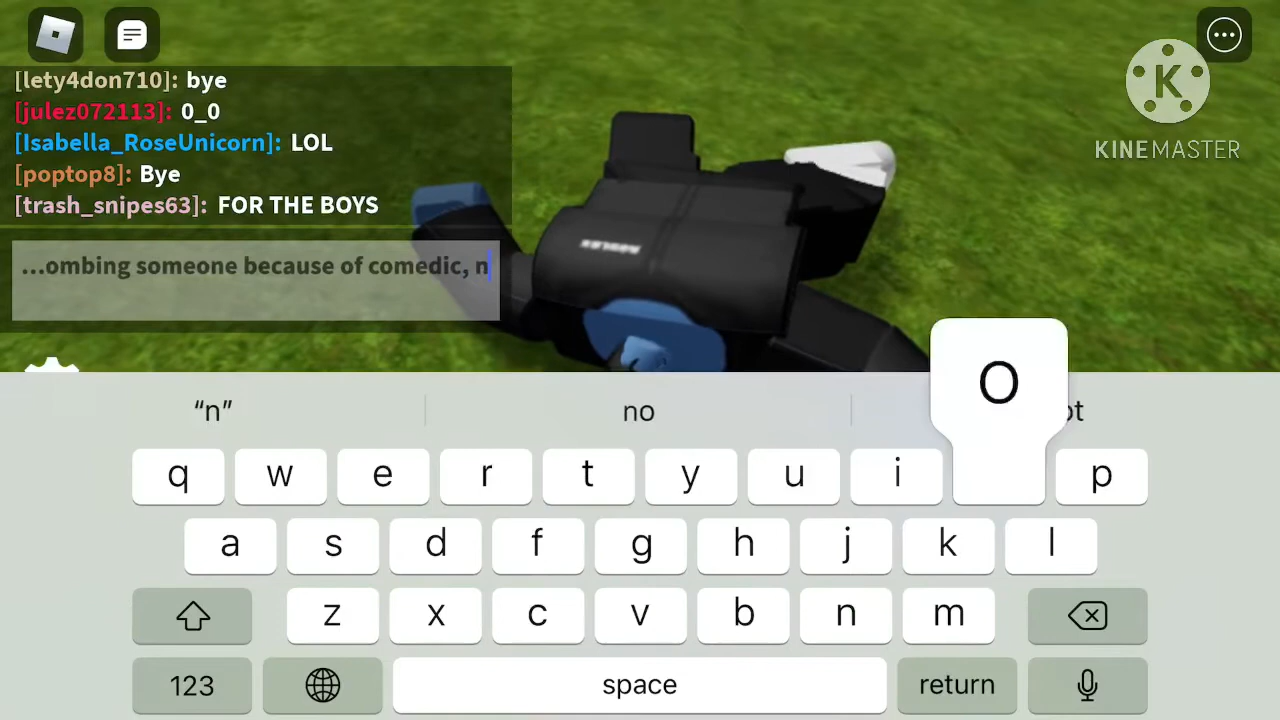 [lety4don710]: bye
[julez072113]: 0_0
[Isabella_RoseUnicorn]: LOL
[poptop8]: Bye
[trash_snipes63]: FOR THE BOYS
...ombing someone because of comedic, n
KINEMASTER
K
ROBLOX
“n” no ot
O
q w e r t y u i p
a s d f g h j k l
z x c v b n m
123 space return